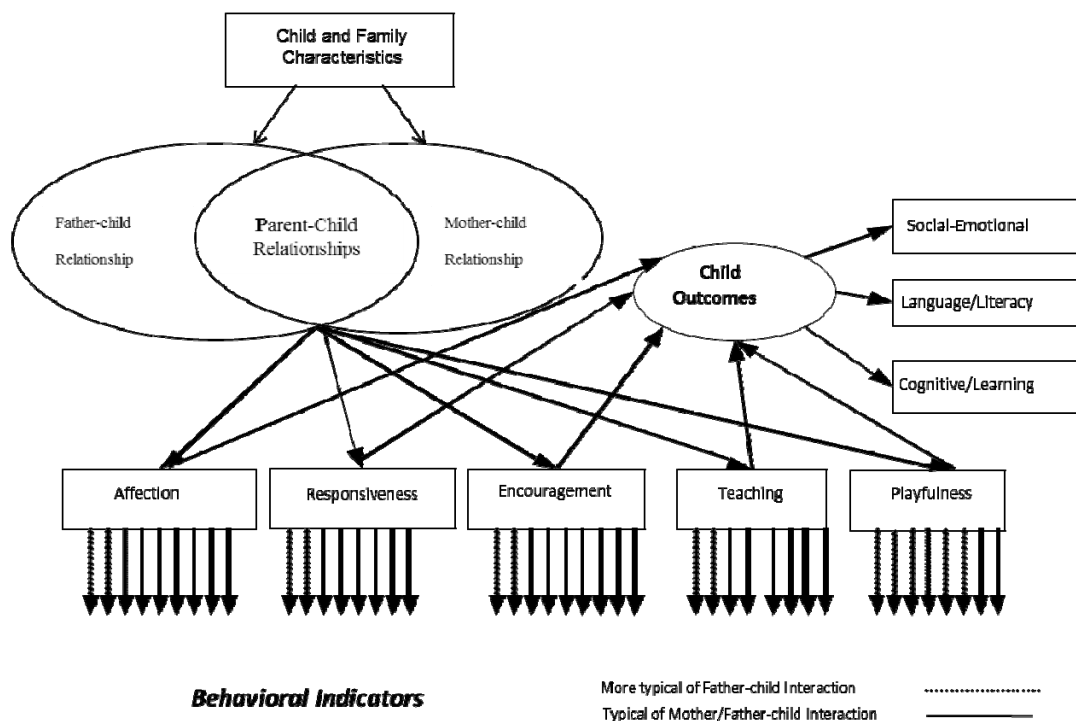 Child and Family
Characteristics
Father-child
Relationship
Parent-Child
Relationships
Mother-child
Relationship
Child
Outcomes
Social-Emotional
Language/Literacy
Cognitive/Learning
Affection
Responsiveness
Encouragement
Teaching
Playfulness
Behavioral Indicators
More typical of Father-child Interaction
Typical of Mother/Father-child Interaction